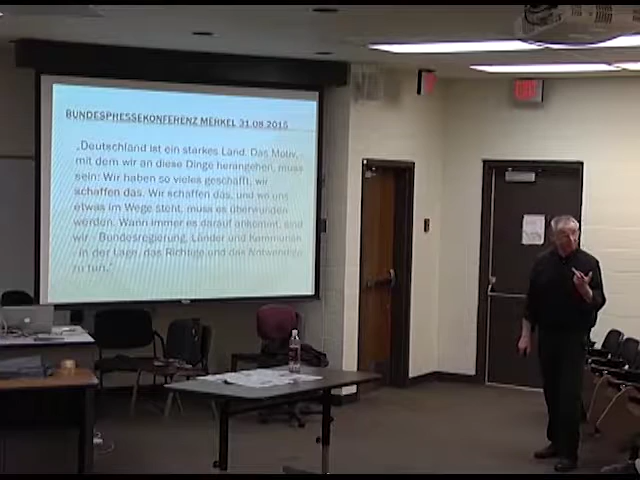 BUNDESPRESSEKONFERENZ MERKEL 31.08.2015
„Deutschland ist ein starkes Land. Das Motiv,
mit dem wir an diese Dinge herangehen, muss
sein: Wir haben so vieles geschafft, wir
schaffen das. Wir schaffen das, und wo uns
etwas im Wege steht, muss es überwunden
werden. Wann immer es darauf ankommt, sind
wir - Bundesregierung, Länder und Kommunen
- in der Lage, das Richtige und das Notwendige
zu tun.“